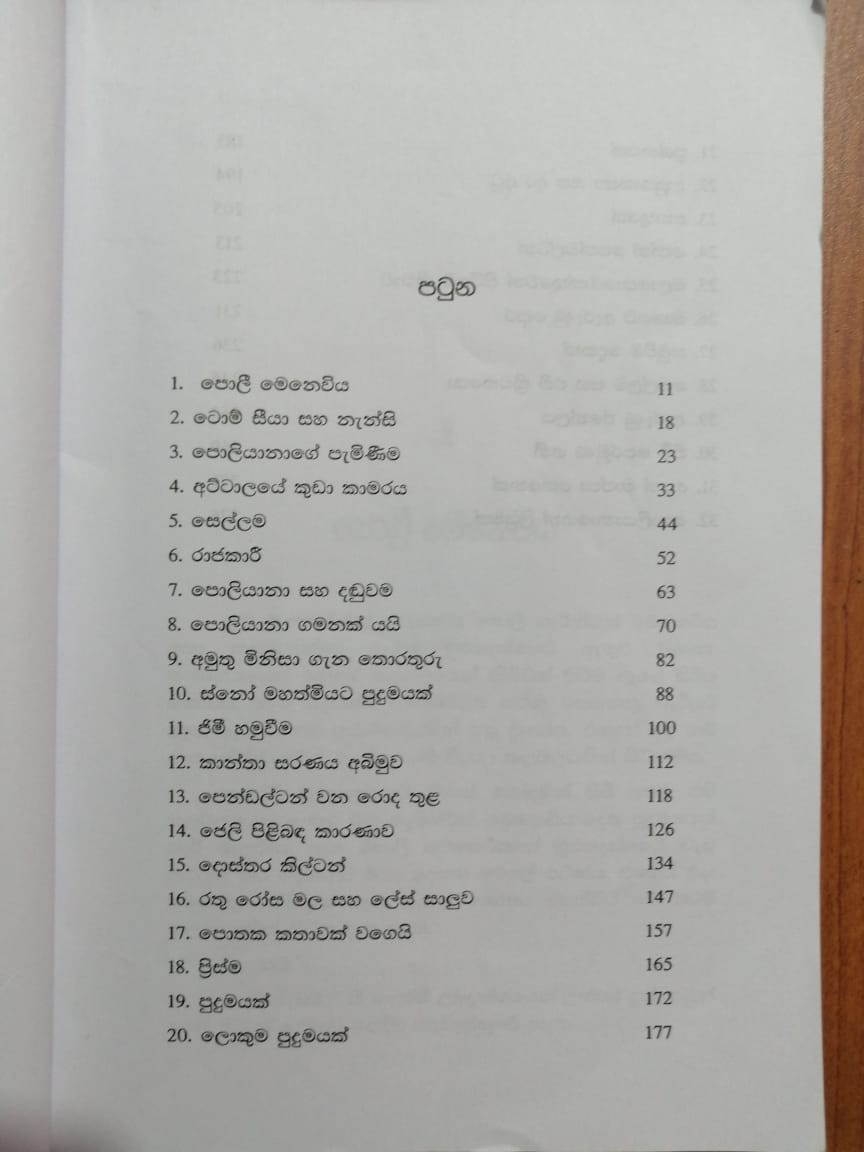 පටුන
1. පොලී මෙනෙවිය 11
2. ටොම් සීයා සහ නැන්සි 18
3. පොලියානාගේ පැමිණීම 23
4. අට්ටාලයේ කුඩා කාමරය 33
5. සෙල්ලම 44
6. රාජකාරී 52
7. පොලියානා සහ දඬුවම 63
8. පොලියානා ගමනක් යයි 70
9. අමුතු මිනිසා ගැන තොරතුරු 82
10. ස්නෝ මහත්මියට පුදුමයක් 88
11. ජිමී හමුවීම 100
12. කාන්තා සරණය අබිමුව 112
13. පෙන්ඩල්ටන් වන රොද තුළ 118
14. ජෙලි පිළිබඳ කාරණාව 126
15. දොස්තර කිල්ටන් 134
16. රතු රෝස මල සහ ලේස් සාලුව 147
17. පොතක කතාවක් වගෙයි 157
18. ප්‍රිස්ම 165
19. පුදුමයක් 172
20. ලොකුම පුදුමයක් 177